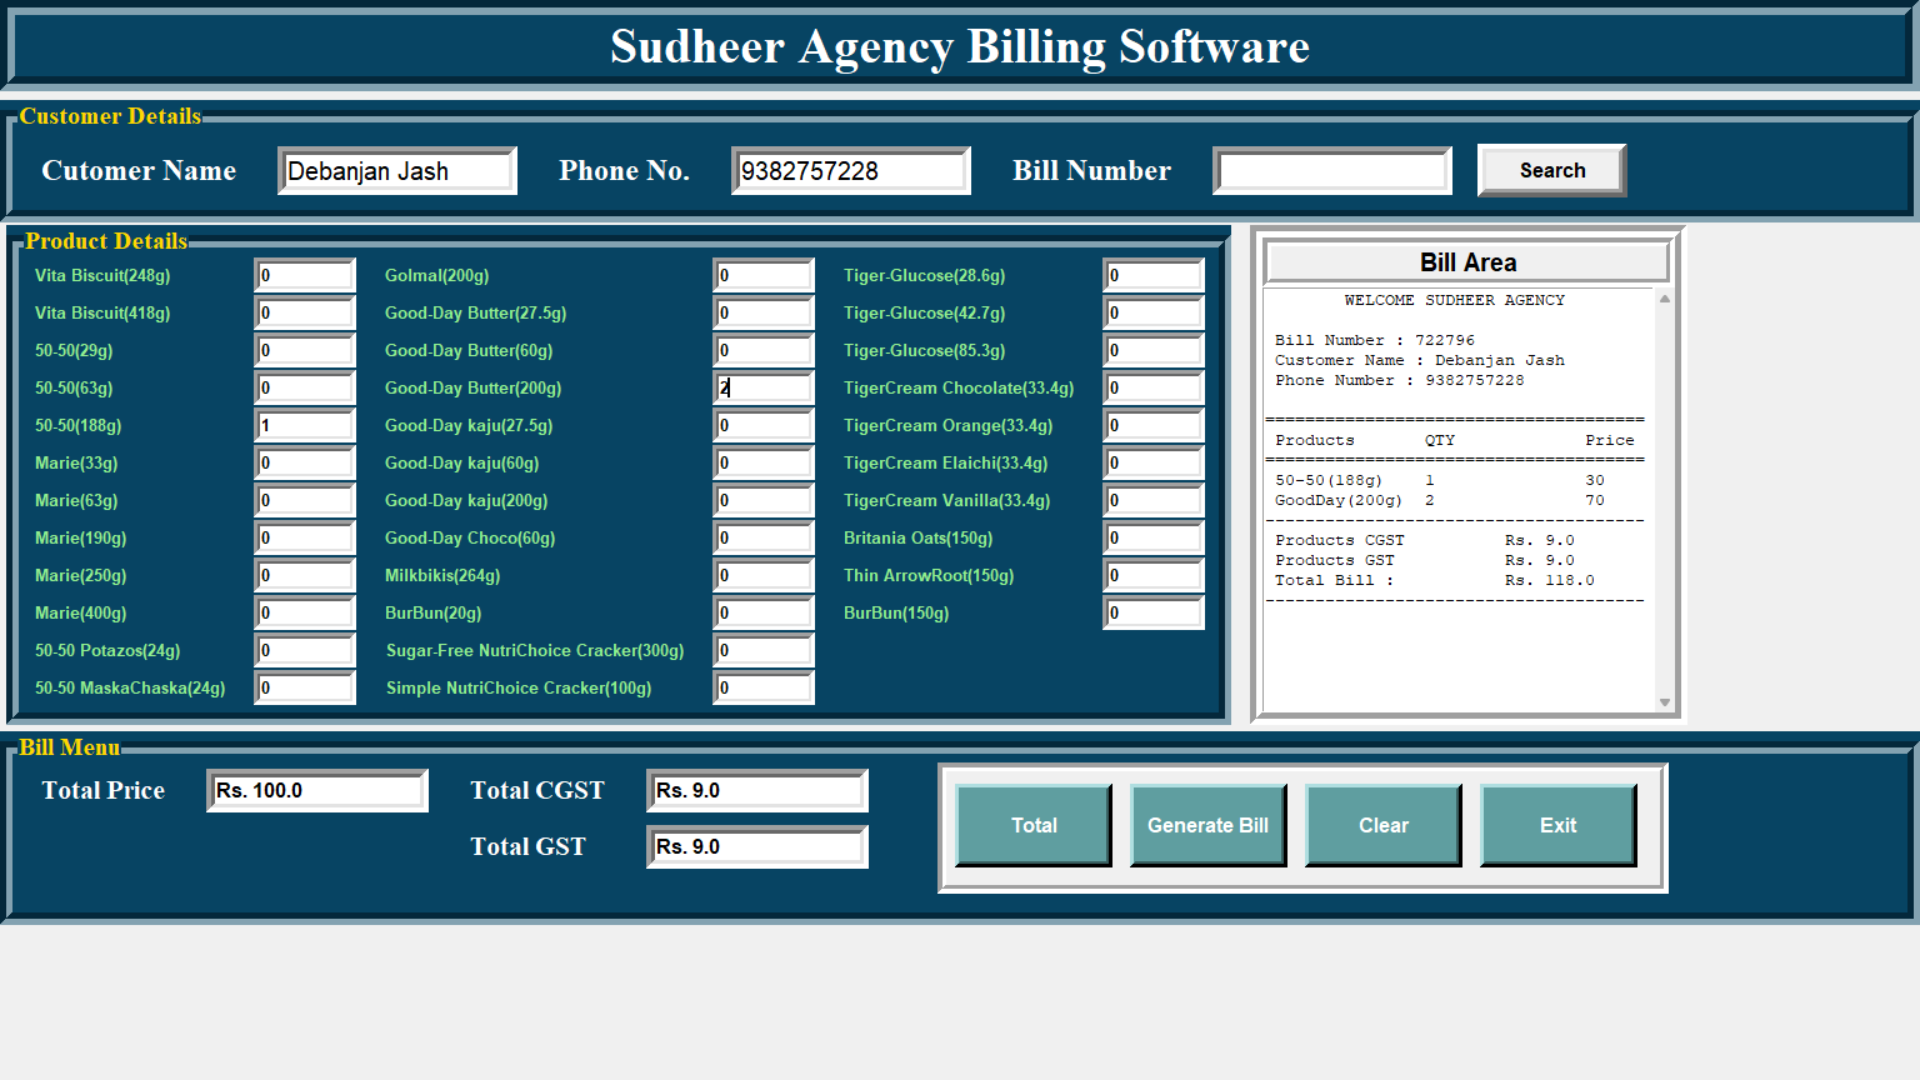 Sudheer Agency Billing Software
Customer Details
Cutomer Name Debanjan Jash Phone No. 9382757228 Bill Number Search
Product Details
Vita Biscuit(248g) 0 Golmal(200g) 0 Tiger-Glucose(28.6g) 0
Vita Biscuit(418g) 0 Good-Day Butter(27.5g) 0 Tiger-Glucose(42.7g) 0
50-50(29g) 0 Good-Day Butter(60g) 0 Tiger-Glucose(85.3g) 0
50-50(63g) 0 Good-Day Butter(200g) 2 TigerCream Chocolate(33.4g) 0
50-50(188g) 1 Good-Day kaju(27.5g) 0 TigerCream Orange(33.4g) 0
Marie(33g) 0 Good-Day kaju(60g) 0 TigerCream Elaichi(33.4g) 0
Marie(63g) 0 Good-Day kaju(200g) 0 TigerCream Vanilla(33.4g) 0
Marie(190g) 0 Good-Day Choco(60g) 0 Britania Oats(150g) 0
Marie(250g) 0 Milkbikis(264g) 0 Thin ArrowRoot(150g) 0
Marie(400g) 0 BurBun(20g) 0 BurBun(150g) 0
50-50 Potazos(24g) 0 Sugar-Free NutriChoice Cracker(300g) 0
50-50 MaskaChaska(24g) 0 Simple NutriChoice Cracker(100g) 0
Bill Area
WELCOME SUDHEER AGENCY
Bill Number : 722796
Customer Name : Debanjan Jash
Phone Number : 9382757228
======================================
Products QTY Price
======================================
50-50(188g) 1 30
GoodDay(200g) 2 70
--------------------------------------
Products CGST Rs. 9.0
Products GST Rs. 9.0
Total Bill : Rs. 118.0
--------------------------------------
Bill Menu
Total Price Rs. 100.0 Total CGST Rs. 9.0
Total GST Rs. 9.0
Total Generate Bill Clear Exit